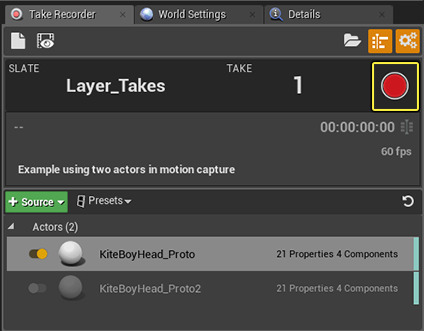 Take Recorder × World Settings × Details ×
SLATE TAKE
Layer_Takes 1
-- 00:00:00:00
60 fps
Example using two actors in motion capture
+ Source Presets
Actors (2)
KiteBoyHead_Proto 21 Properties 4 Components
KiteBoyHead_Proto2 21 Properties 4 Components